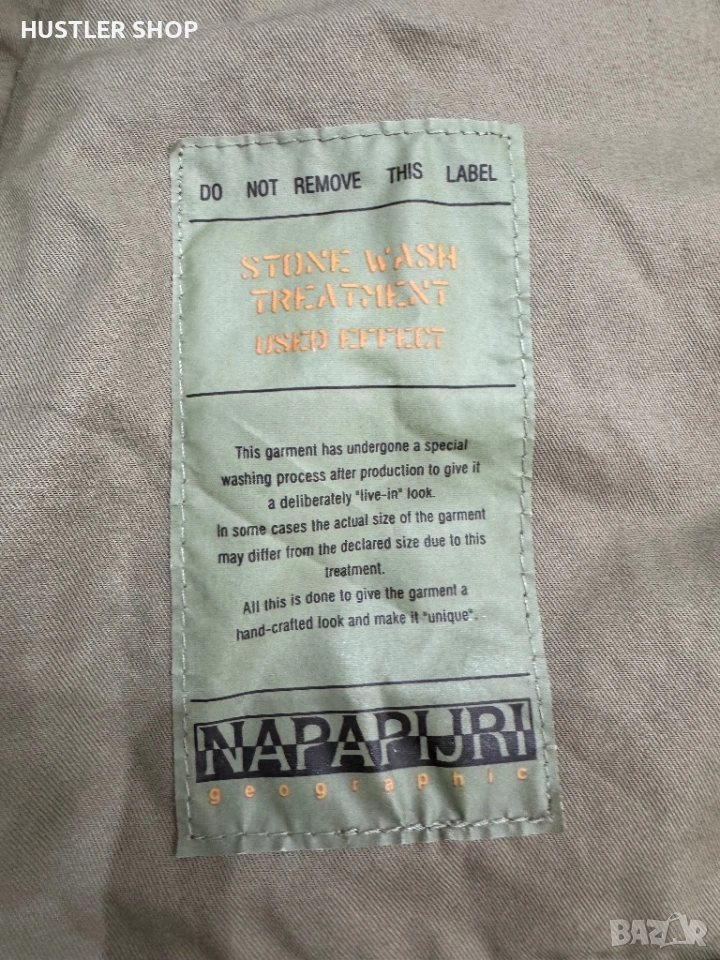 HUSTLER SHOP
DO NOT REMOVE THIS LABEL
STONE WASH
TREATMENT
USED EFFECT
This garment has undergone a special
washing process after production to give it
a deliberately "live-in" look.
In some cases the actual size of the garment
may differ from the declared size due to this
treatment.
All this is done to give the garment a
hand-crafted look and make it "unique".
NAPAPIJRI
geographic
BAZAR